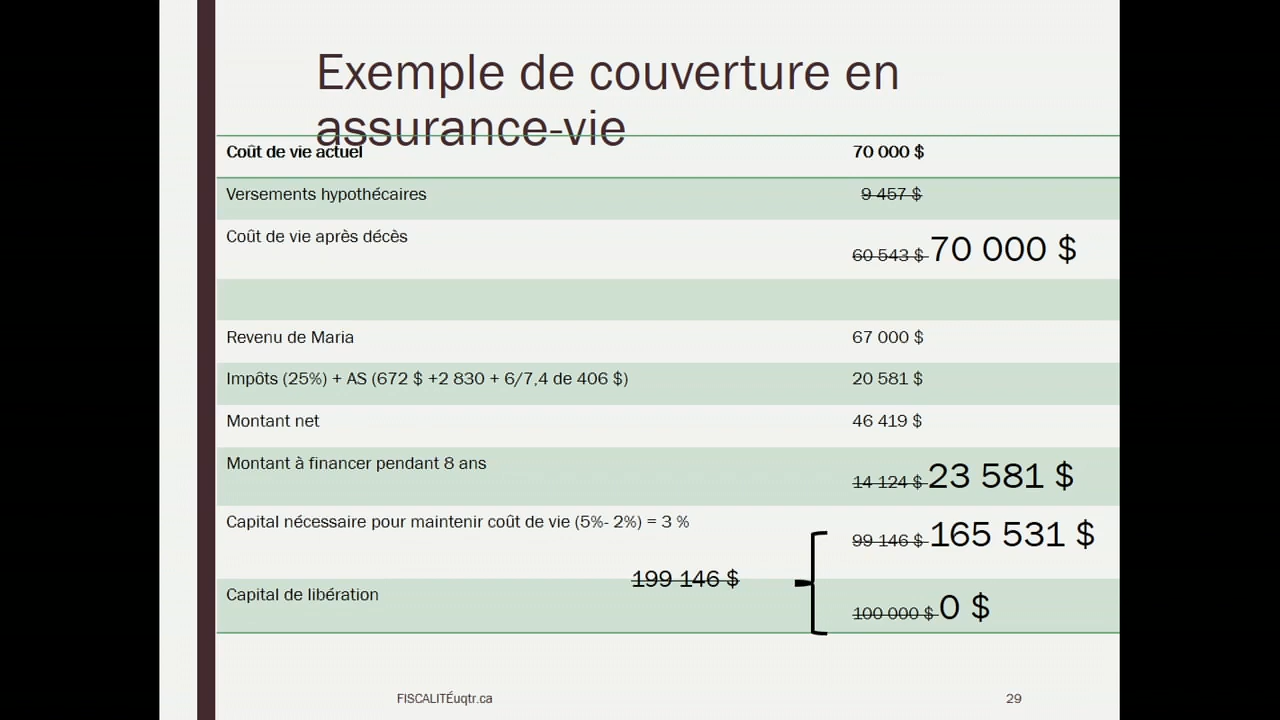 Exemple de couverture en
assurance-vie
Coût de vie actuel 70 000 $
Versements hypothécaires 9 457 $
Coût de vie après décès 60 543 $ 70 000 $
Revenu de Maria 67 000 $
Impôts (25%) + AS (672 $ +2 830 + 6/7,4 de 406 $) 20 581 $
Montant net 46 419 $
Montant à financer pendant 8 ans 14 124 $ 23 581 $
Capital nécessaire pour maintenir coût de vie (5%- 2%) = 3 % 99 146 $ 165 531 $
199 146 $
Capital de libération 100 000 $ 0 $
FISCALITÉuqtr.ca 29